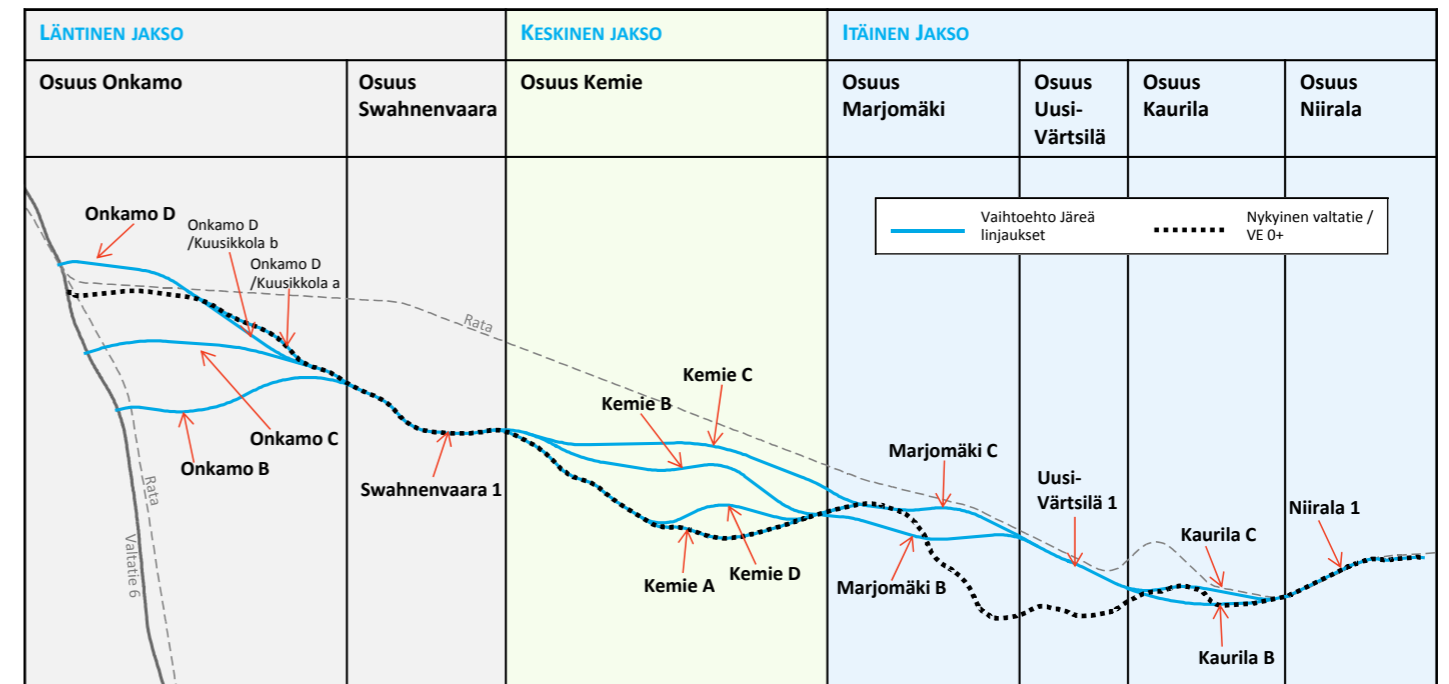 LÄNTINEN JAKSO
KESKINEN JAKSO
ITÄINEN JAKSO
Osuus Onkamo
Osuus
Swahnenvaara
Osuus Kemie
Osuus
Marjomäki
Osuus
Uusi-
Värtsilä
Osuus
Kaurila
Osuus
Niirala
Vaihtoehto Järeä
linjaukset
Nykyinen valtatie /
VE 0+
Onkamo D
Onkamo D
/Kuusikkola b
Onkamo D
/Kuusikkola a
Rata
Kemie C
Kemie B
Onkamo C
Onkamo B
Rata
Valtatie 6
Swahnenvaara 1
Kemie A
Kemie D
Marjomäki C
Marjomäki B
Uusi-
Värtsilä 1
Kaurila C
Kaurila B
Niirala 1